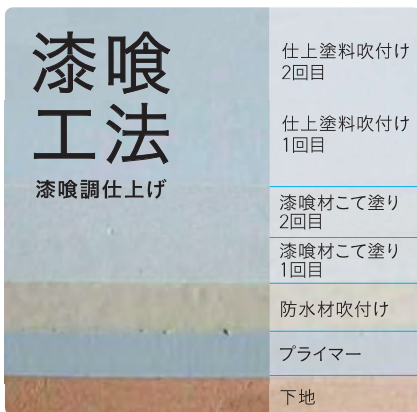 漆喰
工法
漆喰調仕上げ
仕上塗料吹付け
2回目
仕上塗料吹付け
1回目
漆喰材こて塗り
2回目
漆喰材こて塗り
1回目
防水材吹付け
プライマー
下地